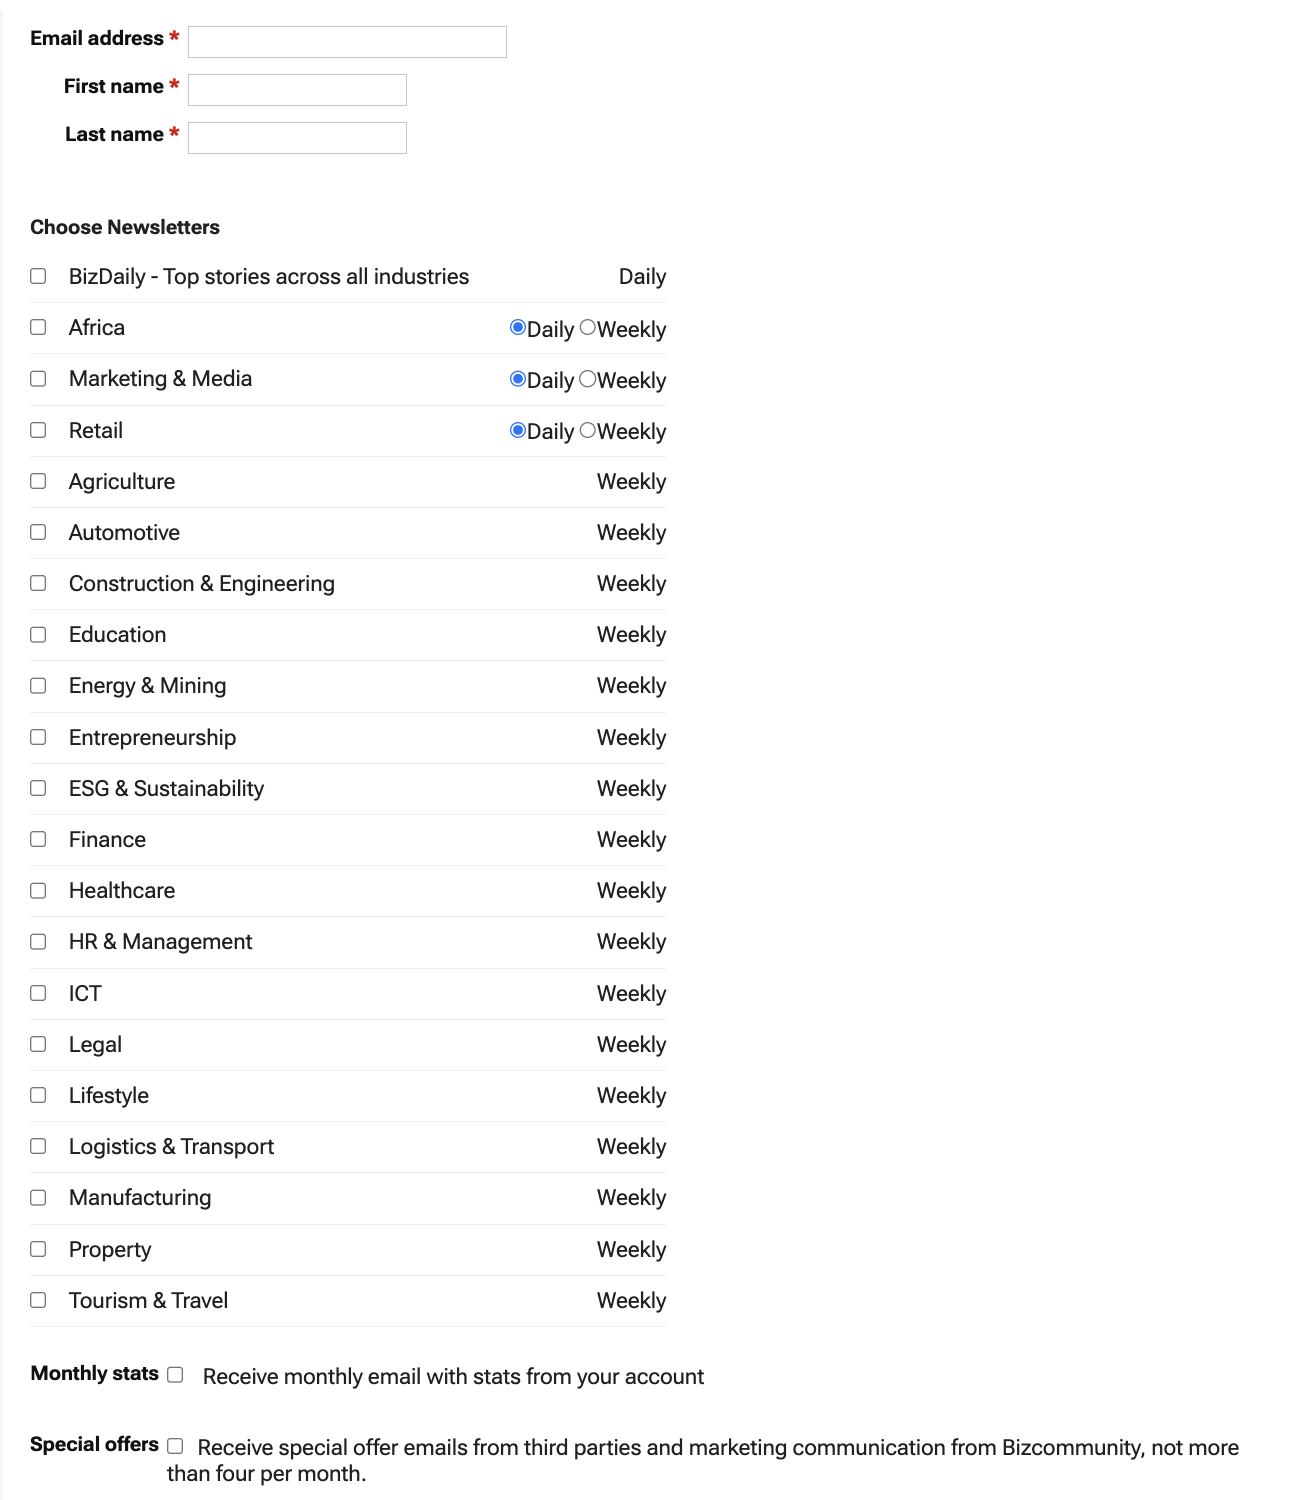 Email address *
First name *
Last name *
Choose Newsletters
BizDaily - Top stories across all industries Daily
Africa Daily Weekly
Marketing & Media Daily Weekly
Retail Daily Weekly
Agriculture Weekly
Automotive Weekly
Construction & Engineering Weekly
Education Weekly
Energy & Mining Weekly
Entrepreneurship Weekly
ESG & Sustainability Weekly
Finance Weekly
Healthcare Weekly
HR & Management Weekly
ICT Weekly
Legal Weekly
Lifestyle Weekly
Logistics & Transport Weekly
Manufacturing Weekly
Property Weekly
Tourism & Travel Weekly
Monthly stats Receive monthly email with stats from your account
Special offers Receive special offer emails from third parties and marketing communication from Bizcommunity, not more
than four per month.